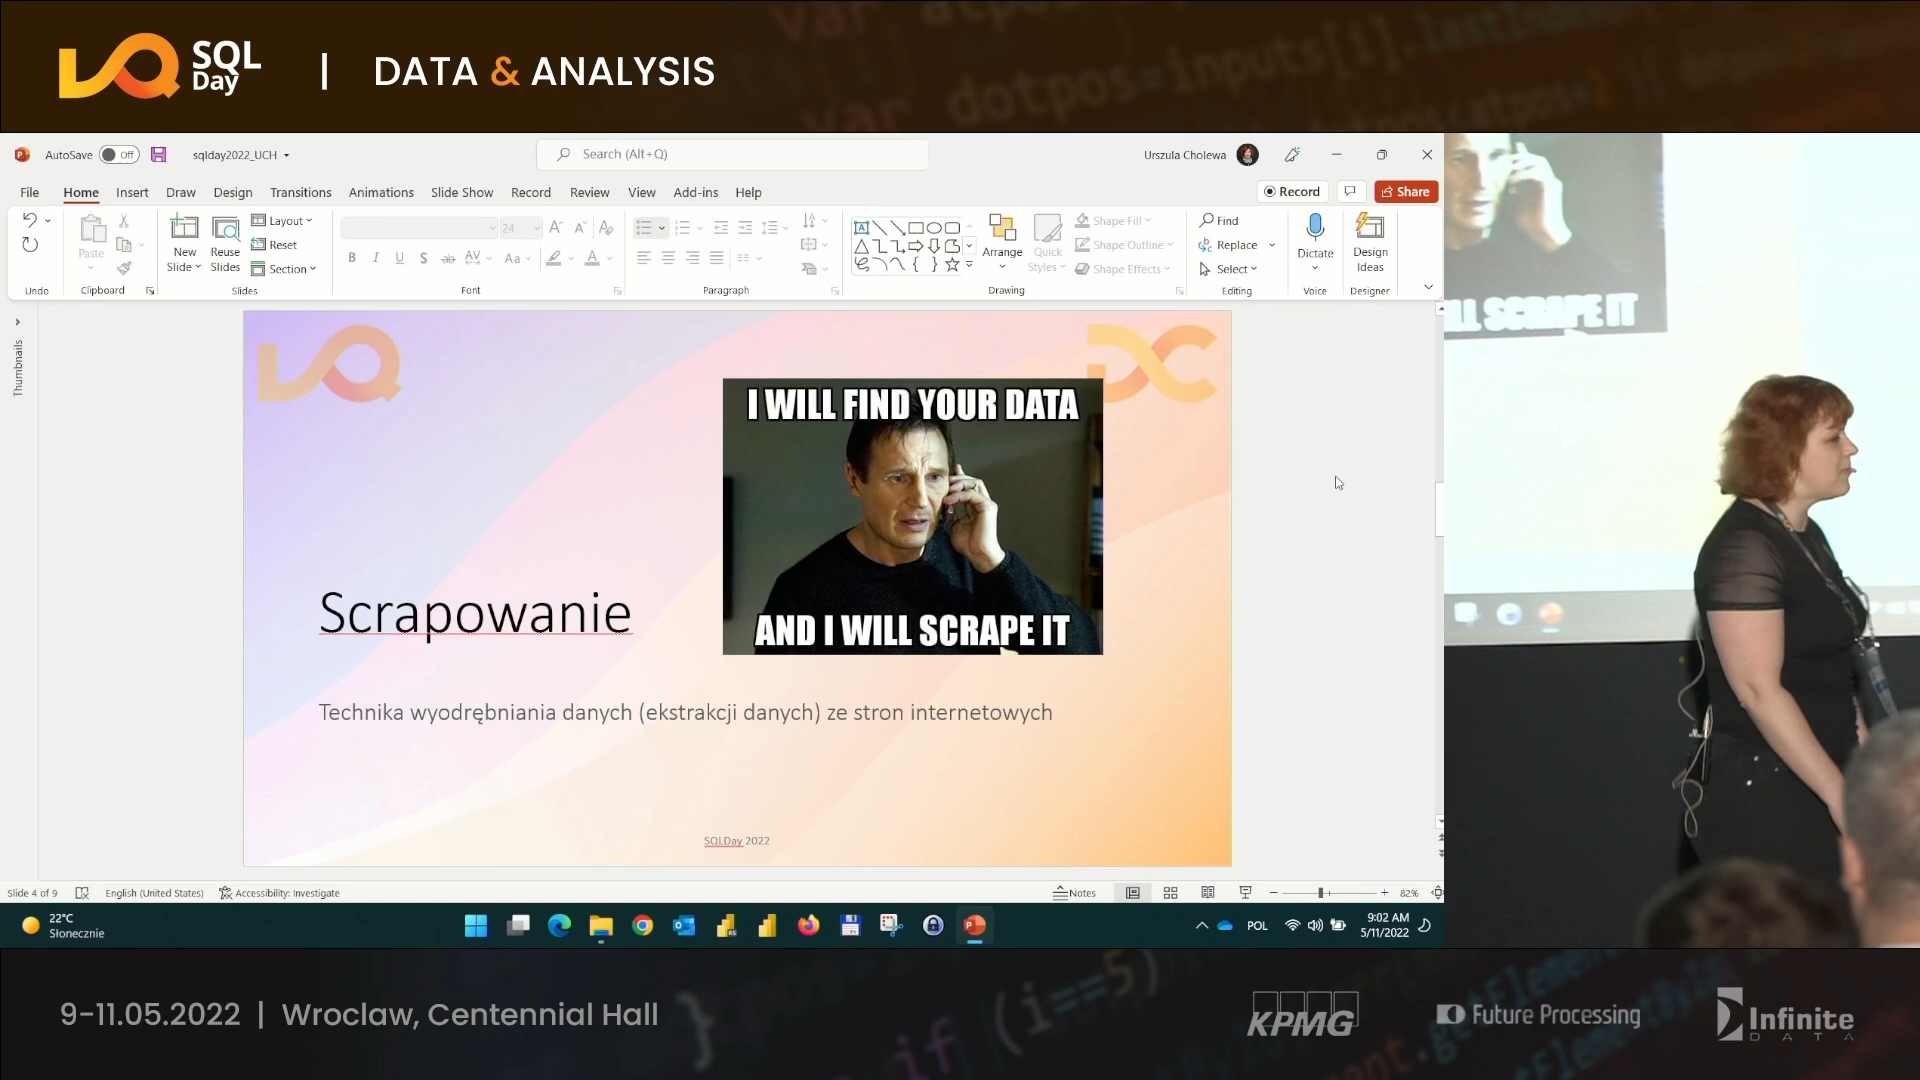 SQL
Day
| DATA & ANALYSIS
AutoSave Off sqlday2022_UCH Search (Alt+Q) Urszula Cholewa
File Home Insert Draw Design Transitions Animations Slide Show Record Review View Add-ins Help Record Share
Paste New Slide Reuse Slides Layout Reset Section
24 B I U S ab AV Aa A
Arrange Quick Styles Shape Fill Shape Outline Shape Effects
Find Replace Select Dictate Design Ideas
Undo Clipboard Slides Font Paragraph Drawing Editing Voice Designer
Thumbnails
I WILL FIND YOUR DATA
AND I WILL SCRAPE IT
Scrapowanie
Technika wyodrębniania danych (ekstrakcji danych) ze stron internetowych
SQLDay 2022
LL SCRAPE IT
Slide 4 of 9 English (United States) Accessibility: Investigate Notes 82%
22°C
Słonecznie
POL
9:02 AM
5/11/2022
9-11.05.2022 | Wroclaw, Centennial Hall
KPMG Future Processing Infinite
DATA